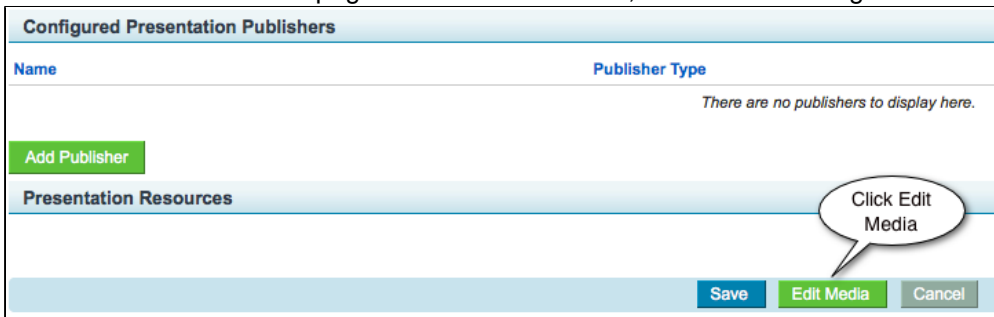 Configured Presentation Publishers
Name Publisher Type
There are no publishers to display here.
Add Publisher
Presentation Resources
Click Edit
Media
Save Edit Media Cancel